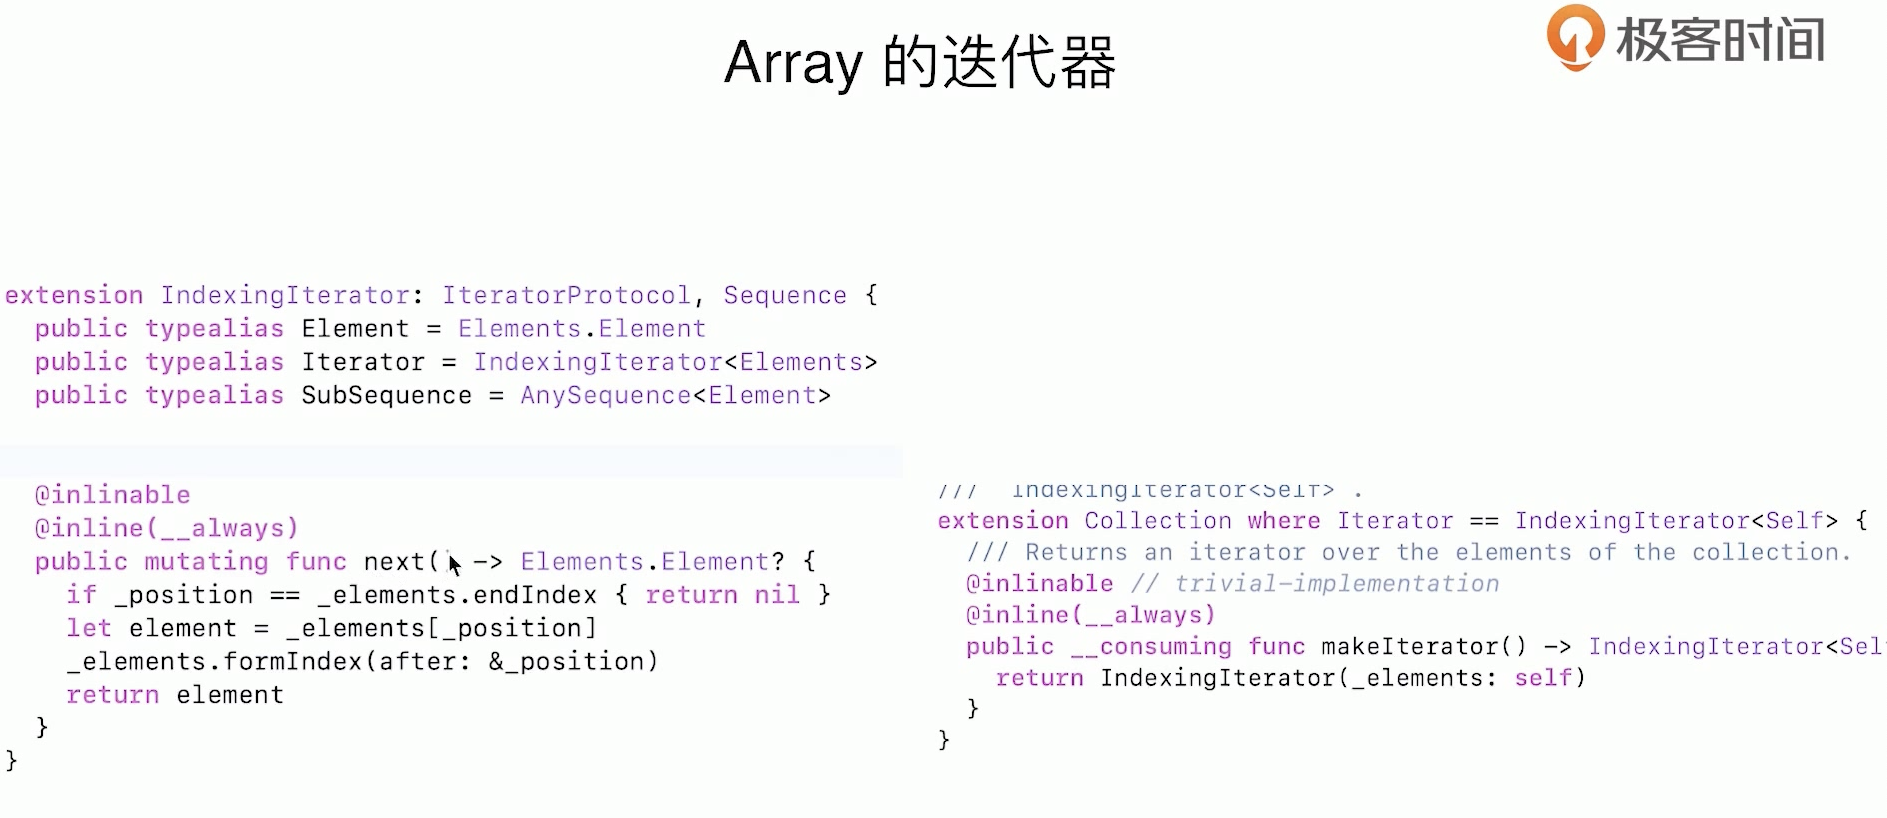 Array 的迭代器
极客时间
extension IndexingIterator: IteratorProtocol, Sequence {
public typealias Element = Elements.Element
public typealias Iterator = IndexingIterator<Elements>
public typealias SubSequence = AnySequence<Element>
@inlinable
@inline(__always)
public mutating func next( -> Elements.Element? {
if _position == _elements.endIndex { return nil }
let element = _elements[_position]
_elements.formIndex(after: &_position)
return element
}
}
/// IndexingIterator<Self> .
extension Collection where Iterator == IndexingIterator<Self> {
/// Returns an iterator over the elements of the collection.
@inlinable // trivial-implementation
@inline(__always)
public __consuming func makeIterator() -> IndexingIterator<Sel
return IndexingIterator(_elements: self)
}
}